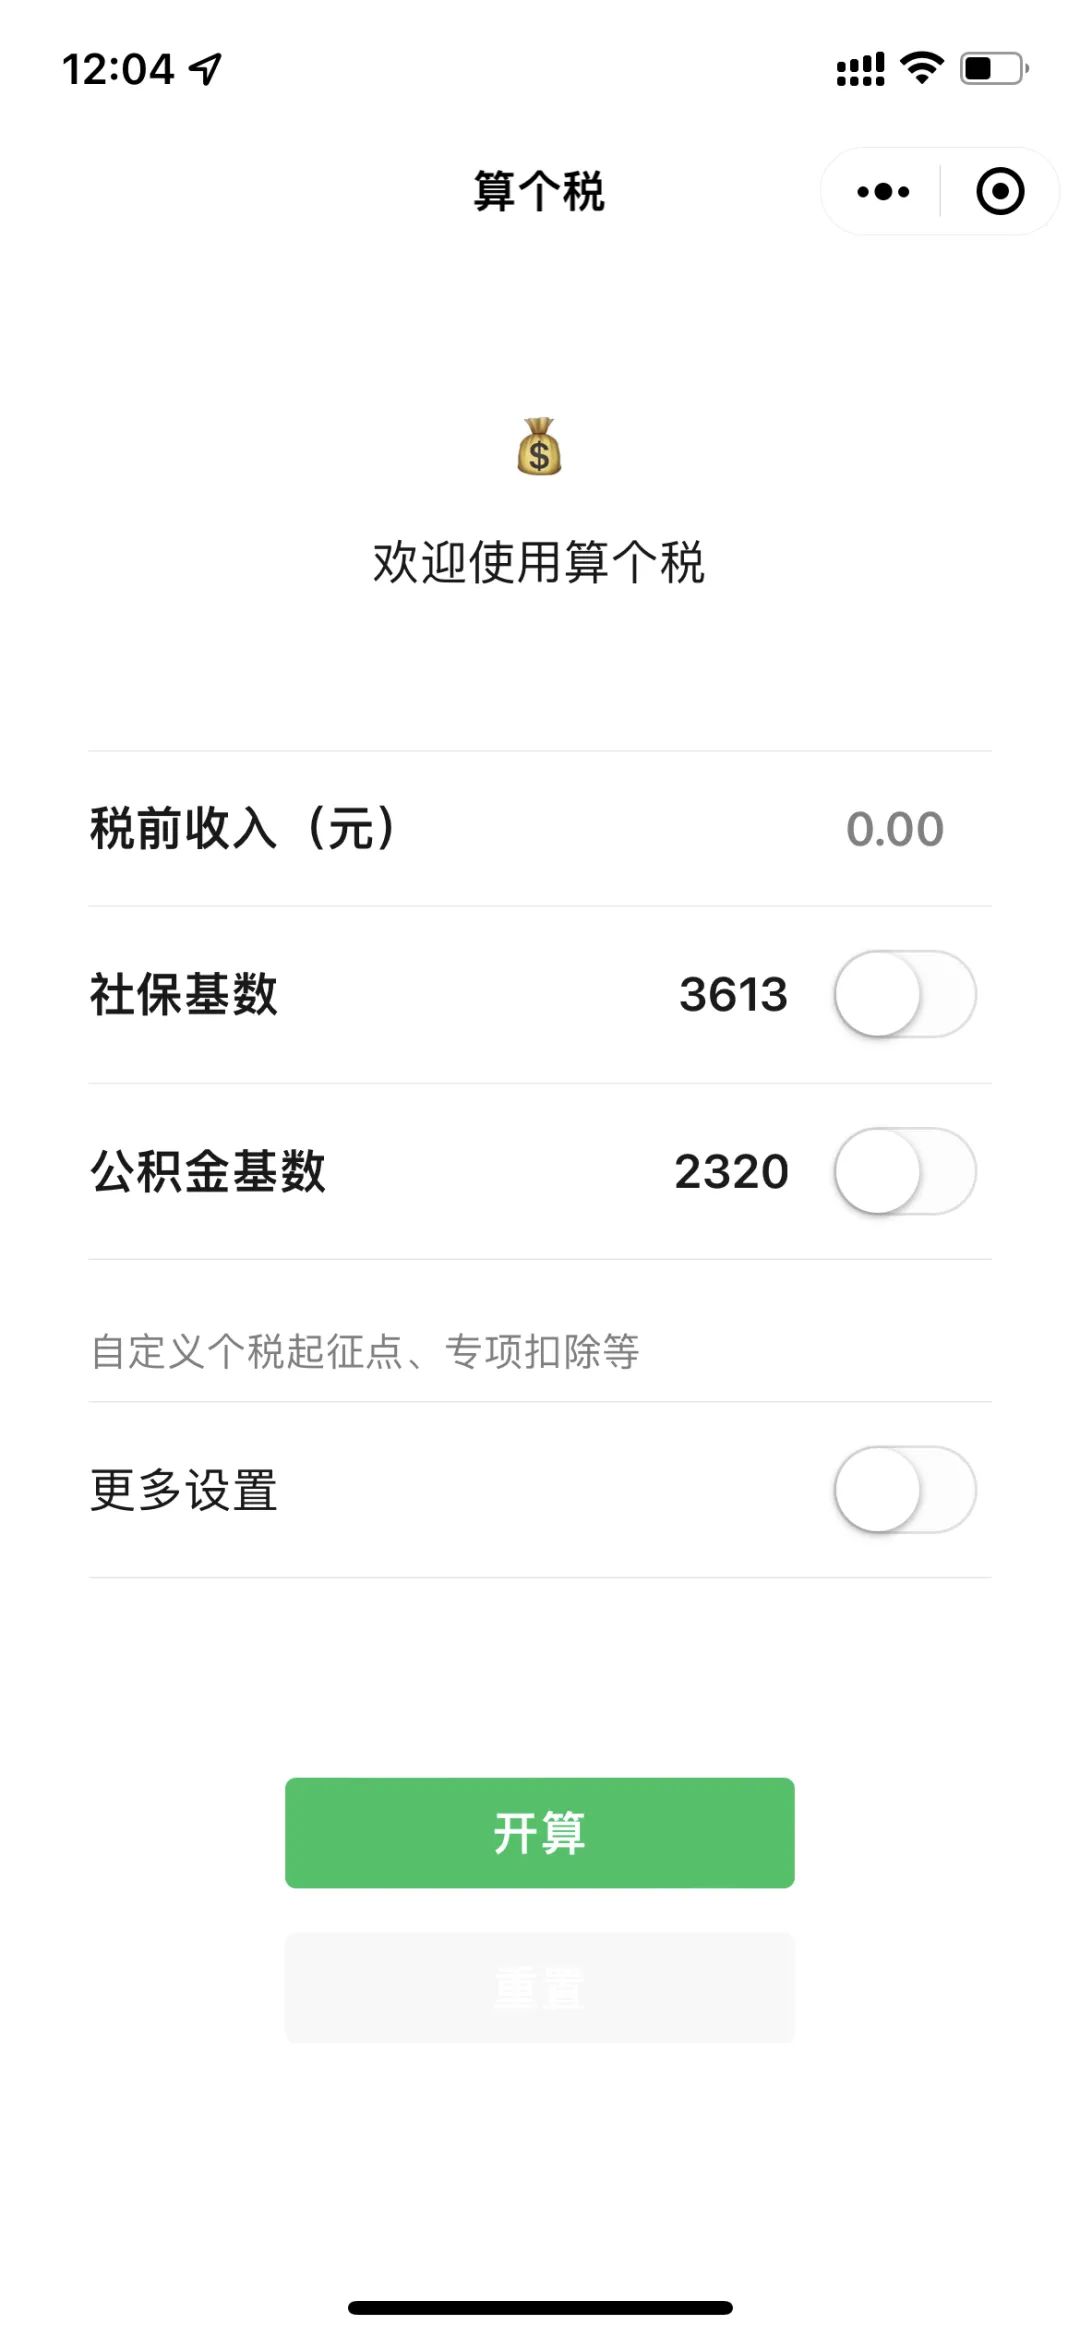 12:04
算个税
欢迎使用算个税
税前收入（元） 0.00
社保基数 3613
公积金基数 2320
自定义个税起征点、专项扣除等
更多设置
开算
重置